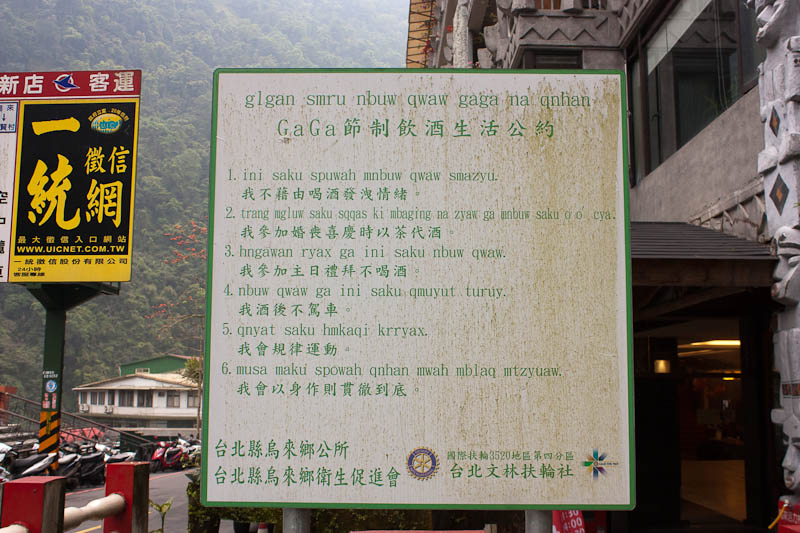 新店 客運
一統
徵信網
最大徵信入口網站
WWW.UICNET.COM.TW
一統徵信股份有限公司
24小時
glgan smru nbuw qwaw gaga na qnhan
GaGa節制飲酒生活公約
1. ini saku spuwah mnbuw qwaw smazyu.
我不藉由喝酒發洩情緒。
2. trang mgluw saku sqqas ki mbaging na zyaw ga mnbuw saku o o cya.
我參加婚喪喜慶時以茶代酒。
3. hngawan ryax ga ini saku nbuw qwaw.
我參加主日禮拜不喝酒。
4. nbuw qwaw ga ini saku qmuyut turuy.
我酒後不駕車。
5. qnyat saku hmkaqi krryax.
我會規律運動。
6. musa maku spowah qnhan mwah mblaq mtzyuaw.
我會以身作則貫徹到底。
台北縣烏來鄉公所
台北縣烏來鄉衛生促進會
國際扶輪3520地區第四分區
台北文林扶輪社